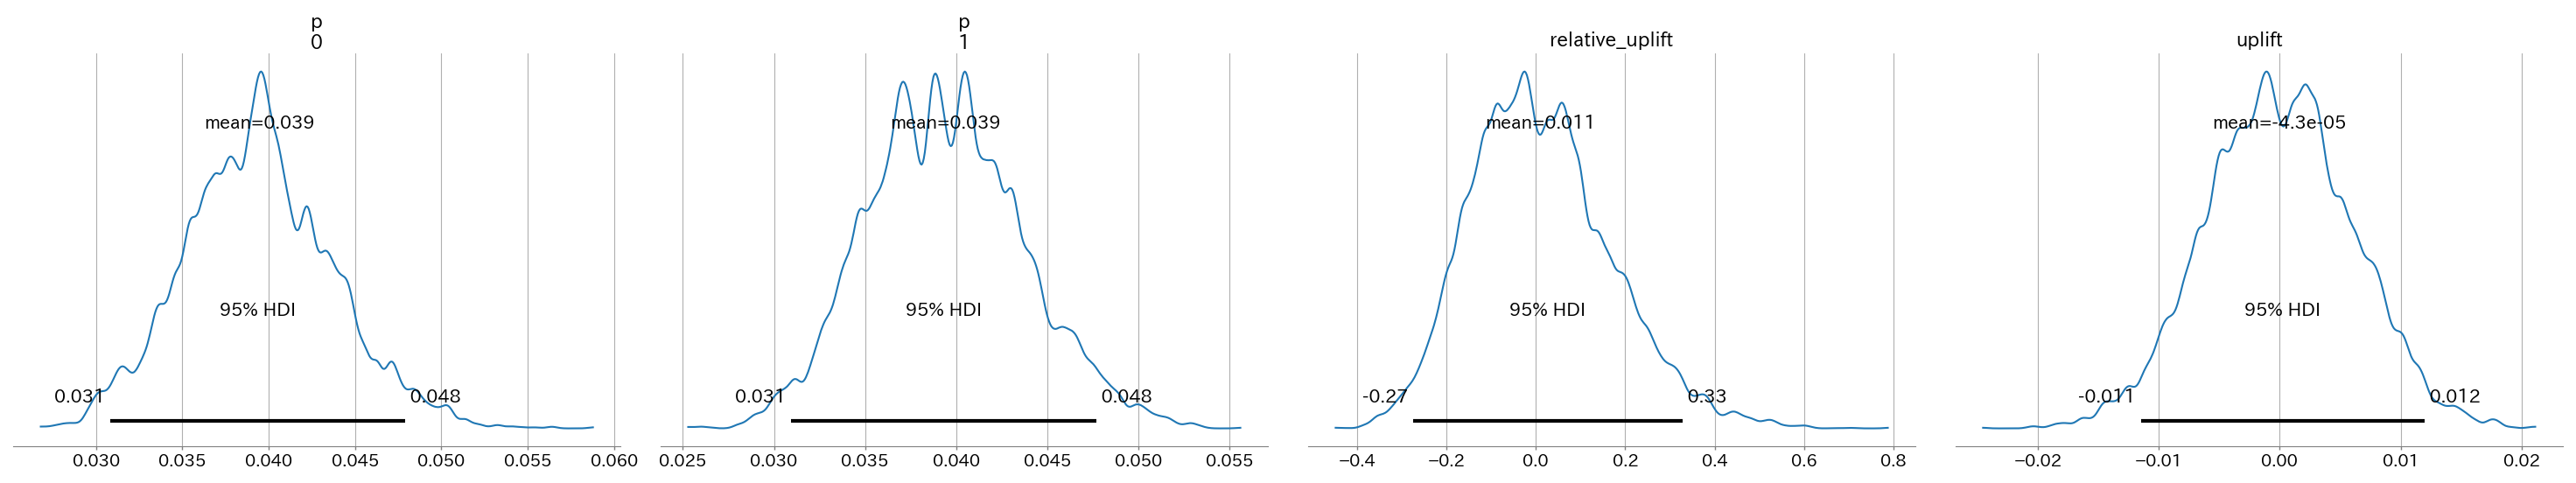 p
0
mean=0.039
95% HDI
0.031
0.048
0.030 0.035 0.040 0.045 0.050 0.055 0.060
p
1
mean=0.039
95% HDI
0.031
0.048
0.025 0.030 0.035 0.040 0.045 0.050 0.055
relative_uplift
mean=0.011
95% HDI
-0.27
0.33
−0.4 −0.2 0.0 0.2 0.4 0.6 0.8
uplift
mean=-4.3e-05
95% HDI
-0.011
0.012
−0.02 −0.01 0.00 0.01 0.02